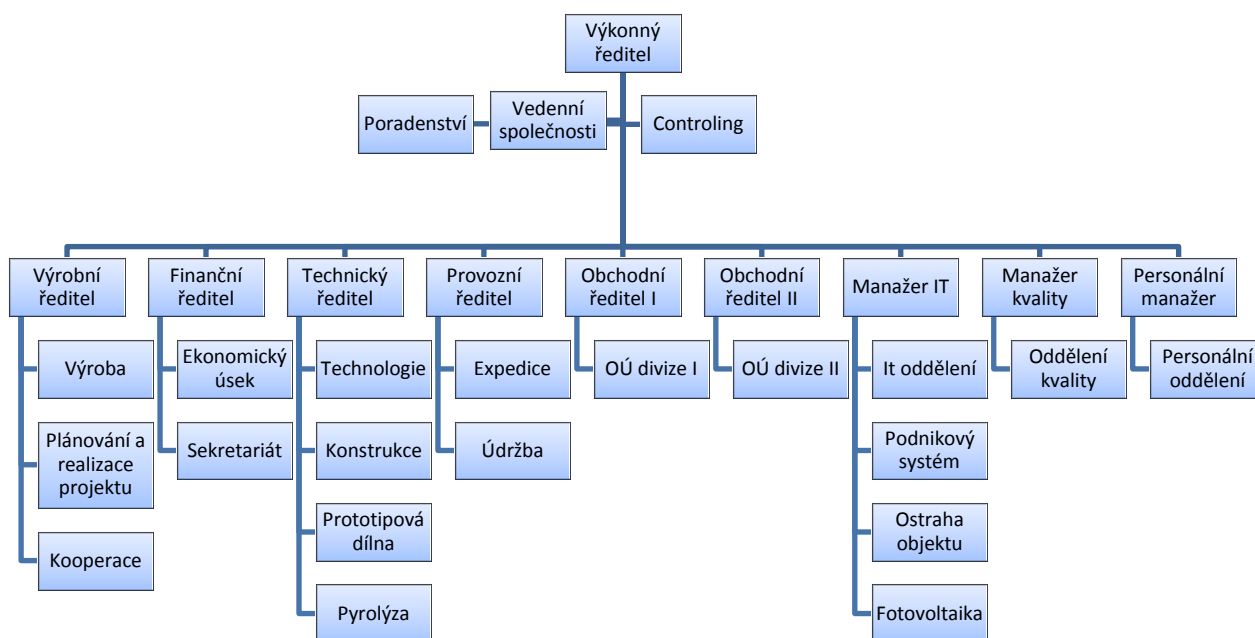 Výkonný
ředitel
Poradenství
Vedenní
společnosti
Controling
Výrobní
ředitel
Finanční
ředitel
Technický
ředitel
Provozní
ředitel
Obchodní
ředitel I
Obchodní
ředitel II
Manažer IT
Manažer
kvality
Personální
manažer
Výroba
Ekonomický
úsek
Technologie
Expedice
OÚ divize I
OÚ divize II
It oddělení
Oddělení
kvality
Personální
oddělení
Plánování a
realizace
projektu
Sekretariát
Konstrukce
Údržba
Podnikový
systém
Kooperace
Prototipová
dílna
Ostraha
objektu
Pyrolýza
Fotovoltaika